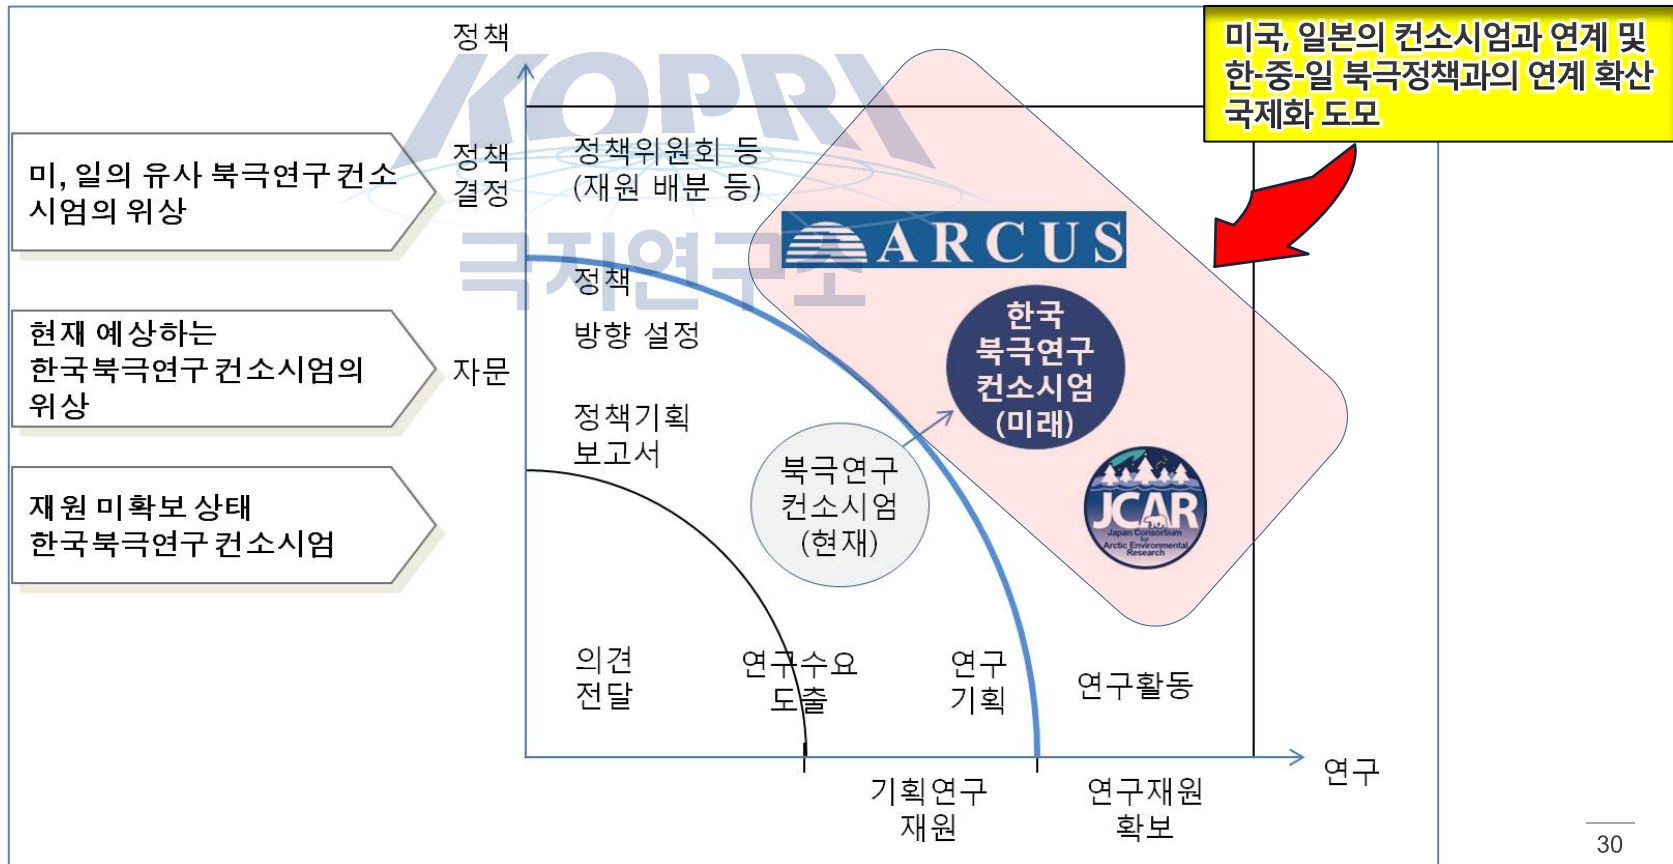 미국, 일본의 컨소시엄과 연계 및
한-중-일 북극정책과의 연계 확산
국제화 도모
정책
KOPRI
극지연구소
미, 일의 유사 북극연구 컨소
시엄의 위상
정책
결정
정책위원회 등
(재원 배분 등)
ARCUS
현재 예상하는
한국북극연구 컨소시엄의
위상
자문
정책
방향 설정
정책기획
보고서
한국
북극연구
컨소시엄
(미래)
재원 미확보 상태
한국북극연구 컨소시엄
북극연구
컨소시엄
(현재)
JCAR
Japan Consortium
for
Arctic Environmental
Research
의견
전달
연구수요
도출
연구
기획
연구활동
연구
기획연구
재원
연구재원
확보
30